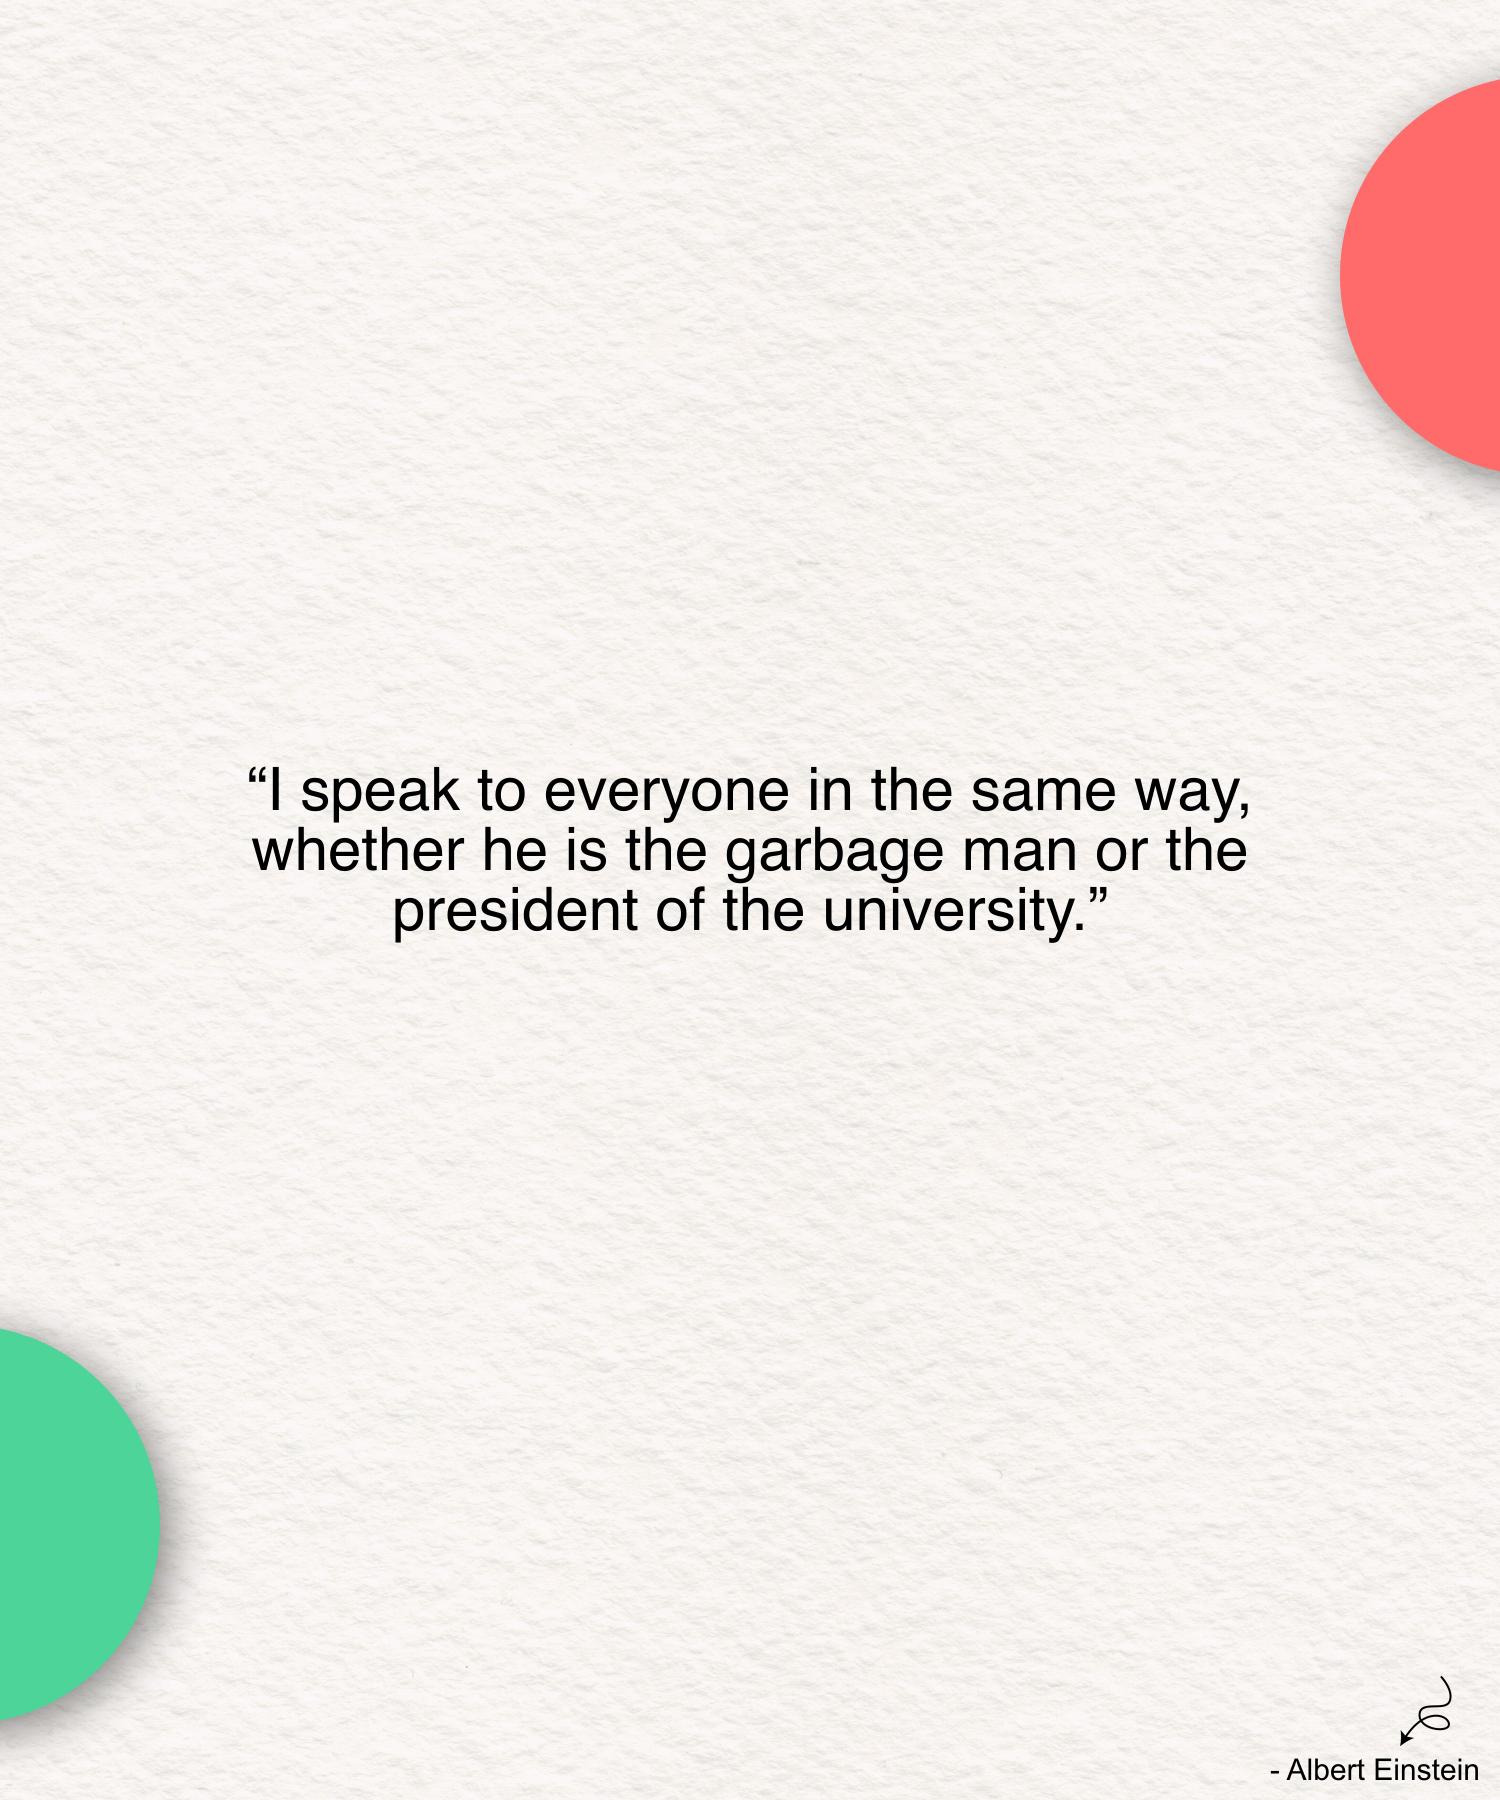 “I speak to everyone in the same way,
whether he is the garbage man or the
president of the university.”
- Albert Einstein